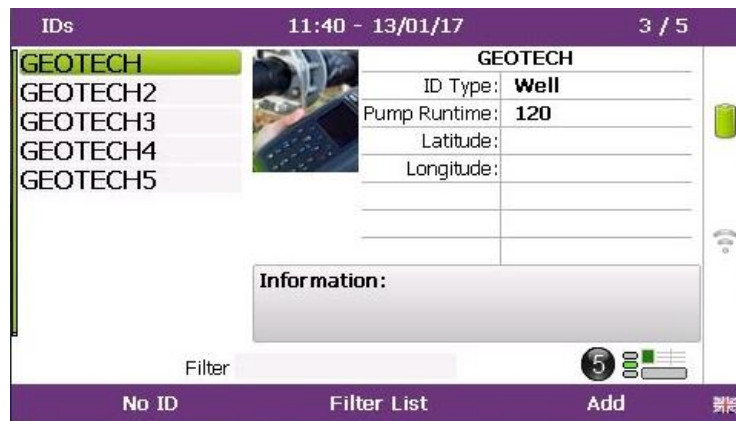 IDs 11:40 - 13/01/17 3 / 5
GEOTECH
GEOTECH2
GEOTECH3
GEOTECH4
GEOTECH5
GEOTECH
ID Type: Well
Pump Runtime: 120
Latitude:
Longitude:
Information:
Filter
5
No ID Filter List Add